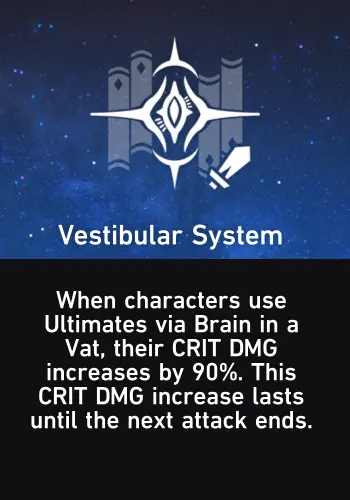 Vestibular System
When characters use
Ultimates via Brain in a
Vat, their CRIT DMG
increases by 90%. This
CRIT DMG increase lasts
until the next attack ends.